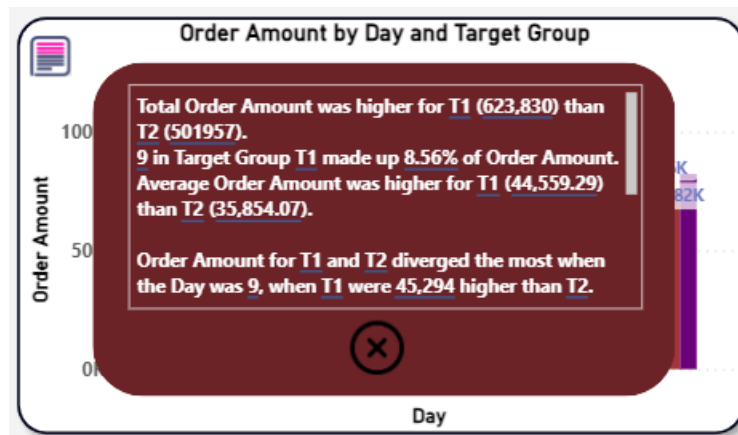 Order Amount by Day and Target Group
Total Order Amount was higher for T1 (623,830) than
T2 (501957).
9 in Target Group T1 made up 8.56% of Order Amount.
Average Order Amount was higher for T1 (44,559.29)
than T2 (35,854.07).
Order Amount for T1 and T2 diverged the most when
the Day was 9, when T1 were 45,294 higher than T2.
Order Amount
100
50
0
K
82K
Day